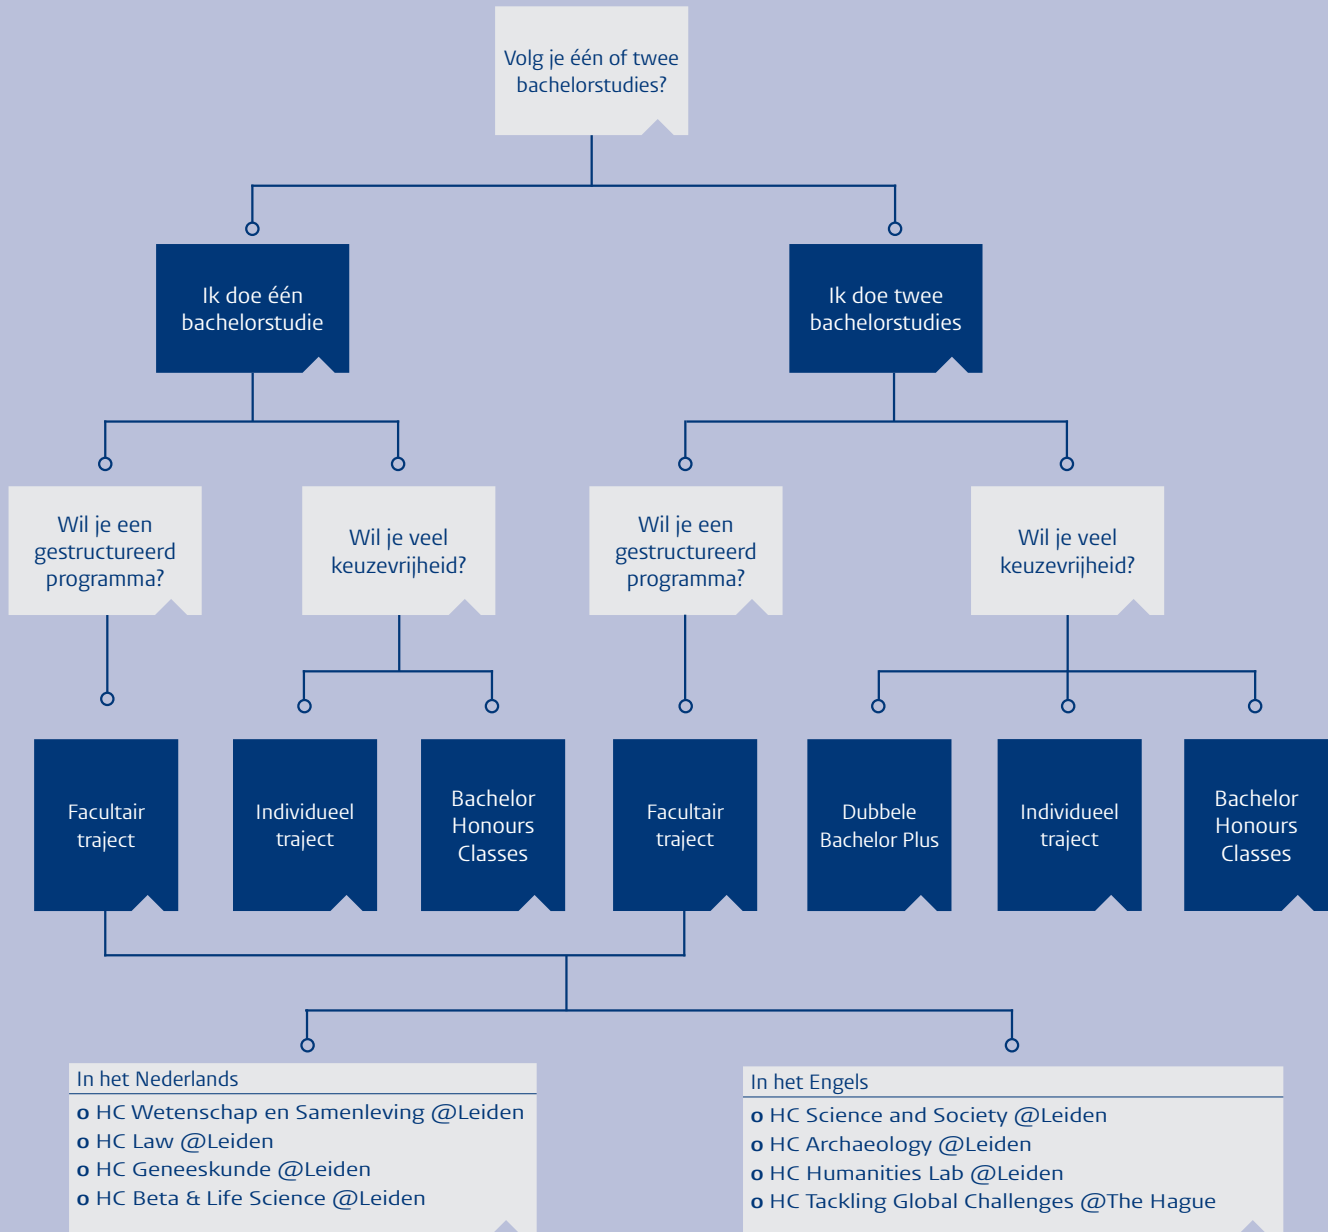 Volg je één of twee
bachelorstudies?
Ik doe één
bachelorstudie
Ik doe twee
bachelorstudies
Wil je een
gestructureerd
programma?
Wil je veel
keuzevrijheid?
Wil je een
gestructureerd
programma?
Wil je veel
keuzevrijheid?
Facultair
traject
Individueel
traject
Bachelor
Honours
Classes
Facultair
traject
Dubbele
Bachelor Plus
Individueel
traject
Bachelor
Honours
Classes
In het Nederlands
o HC Wetenschap en Samenleving @Leiden
o HC Law @Leiden
o HC Geneeskunde @Leiden
o HC Beta & Life Science @Leiden
In het Engels
o HC Science and Society @Leiden
o HC Archaeology @Leiden
o HC Humanities Lab @Leiden
o HC Tackling Global Challenges @The Hague